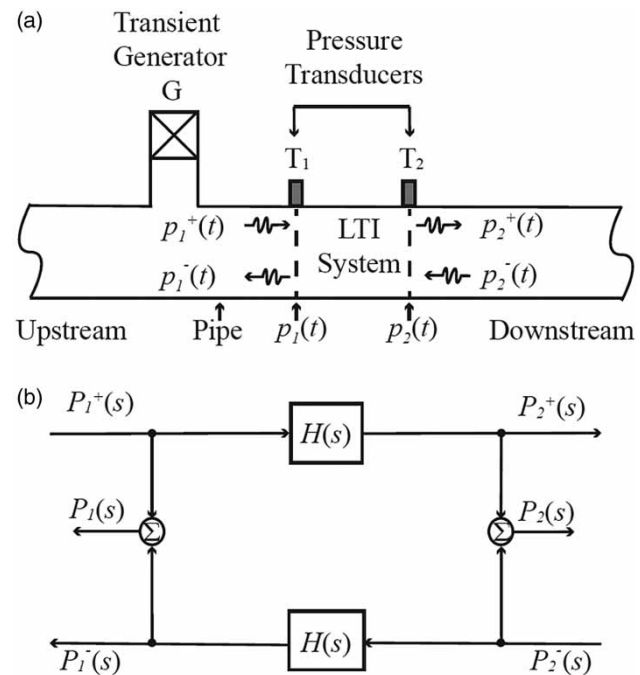 (a)
Transient
Generator
G
Pressure
Transducers
T₁ T₂
p₁⁺(t) LTI p₂⁺(t)
p₁⁻(t) System p₂⁻(t)
Upstream Pipe p₁(t) p₂(t) Downstream
(b)
P₁⁺(s) H(s) P₂⁺(s)
P₁(s) Σ Σ P₂(s)
P₁⁻(s) H(s) P₂⁻(s)